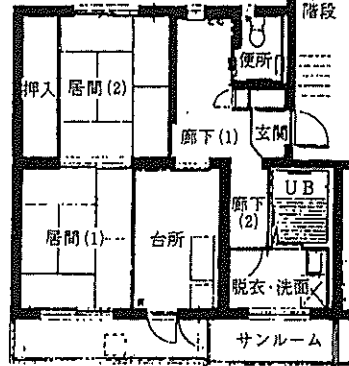 階段
便所
押入
居間(2)
廊下(1)
玄関
UB
居間(1)
台所
廊下
(2)
脱衣・洗面
サンルーム